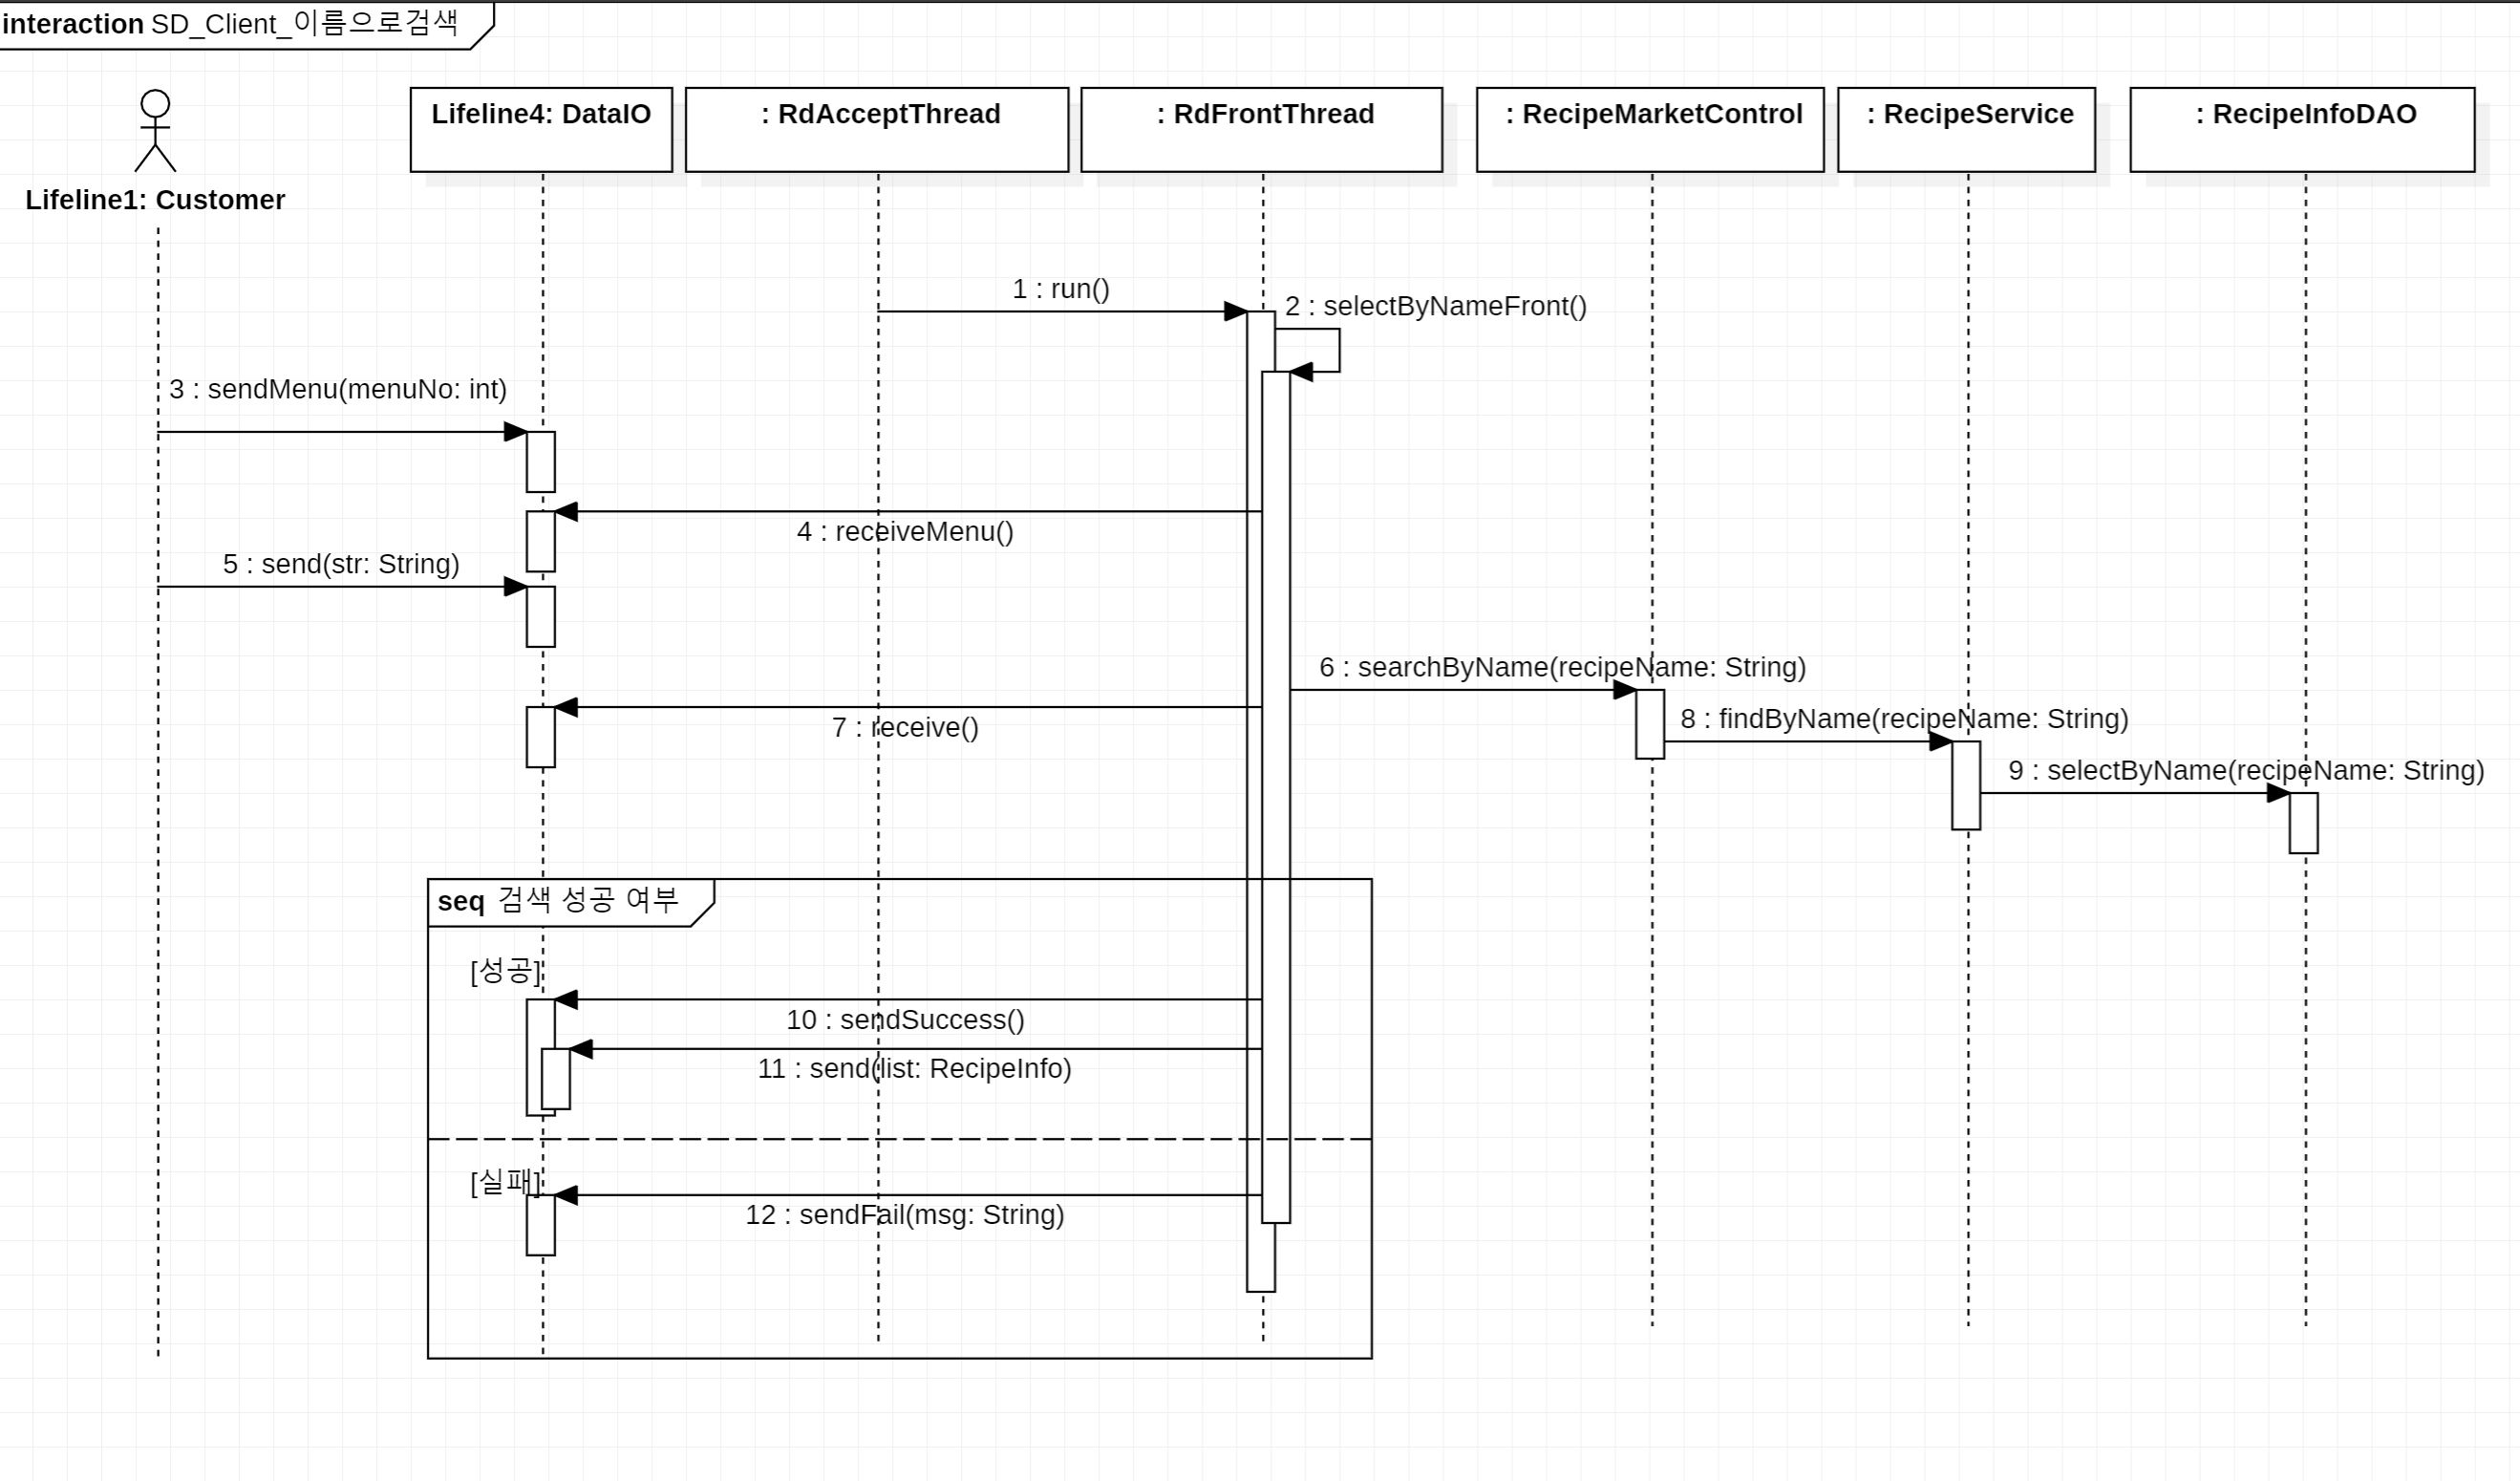 interaction SD_Client_이름으로검색
Lifeline1: Customer
Lifeline4: DataIO
: RdAcceptThread
: RdFrontThread
: RecipeMarketControl
: RecipeService
: RecipeInfoDAO
1 : run()
2 : selectByNameFront()
3 : sendMenu(menuNo: int)
4 : receiveMenu()
5 : send(str: String)
6 : searchByName(recipeName: String)
7 : receive()
8 : findByName(recipeName: String)
9 : selectByName(recipeName: String)
seq 검색 성공 여부
[성공]
10 : sendSuccess()
11 : send(list: RecipeInfo)
[실패]
12 : sendFail(msg: String)